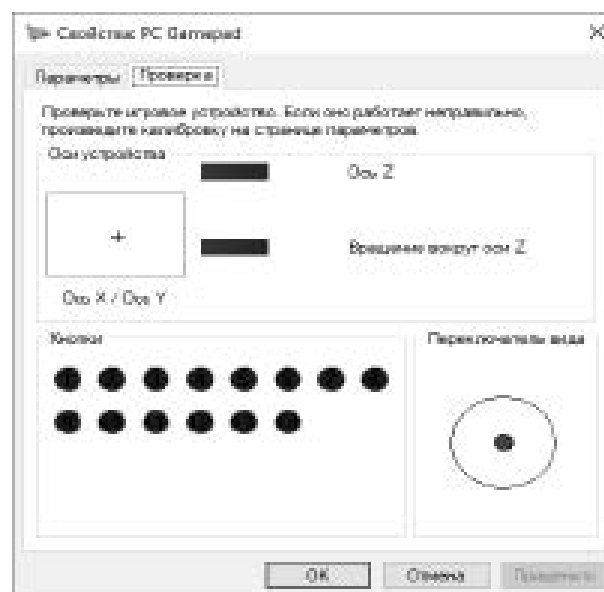 Свойства: PC Gamepad
Параметры Проверка
Проверьте игровое устройство. Если оно работает неправильно,
произведите калибровку на странице параметров.
Оси устройства
Ось Z
Вращение вокруг оси Z
Ось X / Ось Y
Кнопки
Переключатель вида
OK Отмена Применить